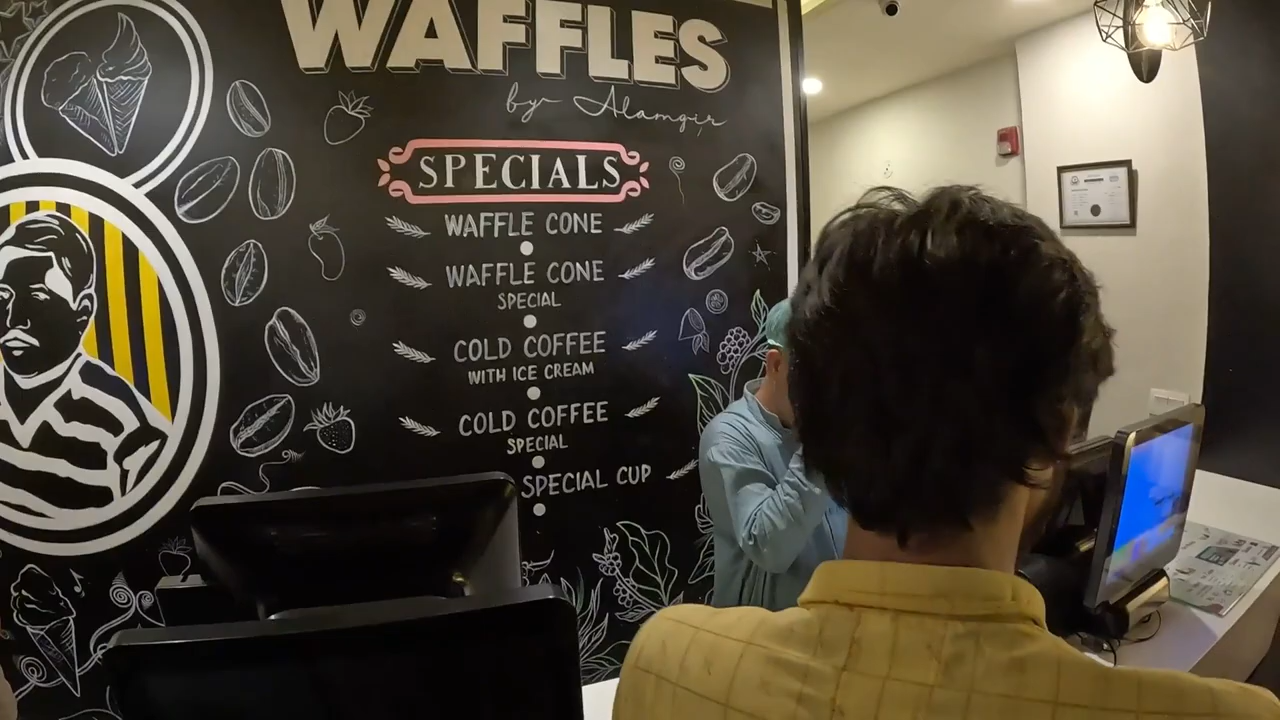 WAFFLES
by Alamgir
SPECIALS
WAFFLE CONE
WAFFLE CONE
SPECIAL
COLD COFFEE
WITH ICE CREAM
COLD COFFEE
SPECIAL
SPECIAL CUP